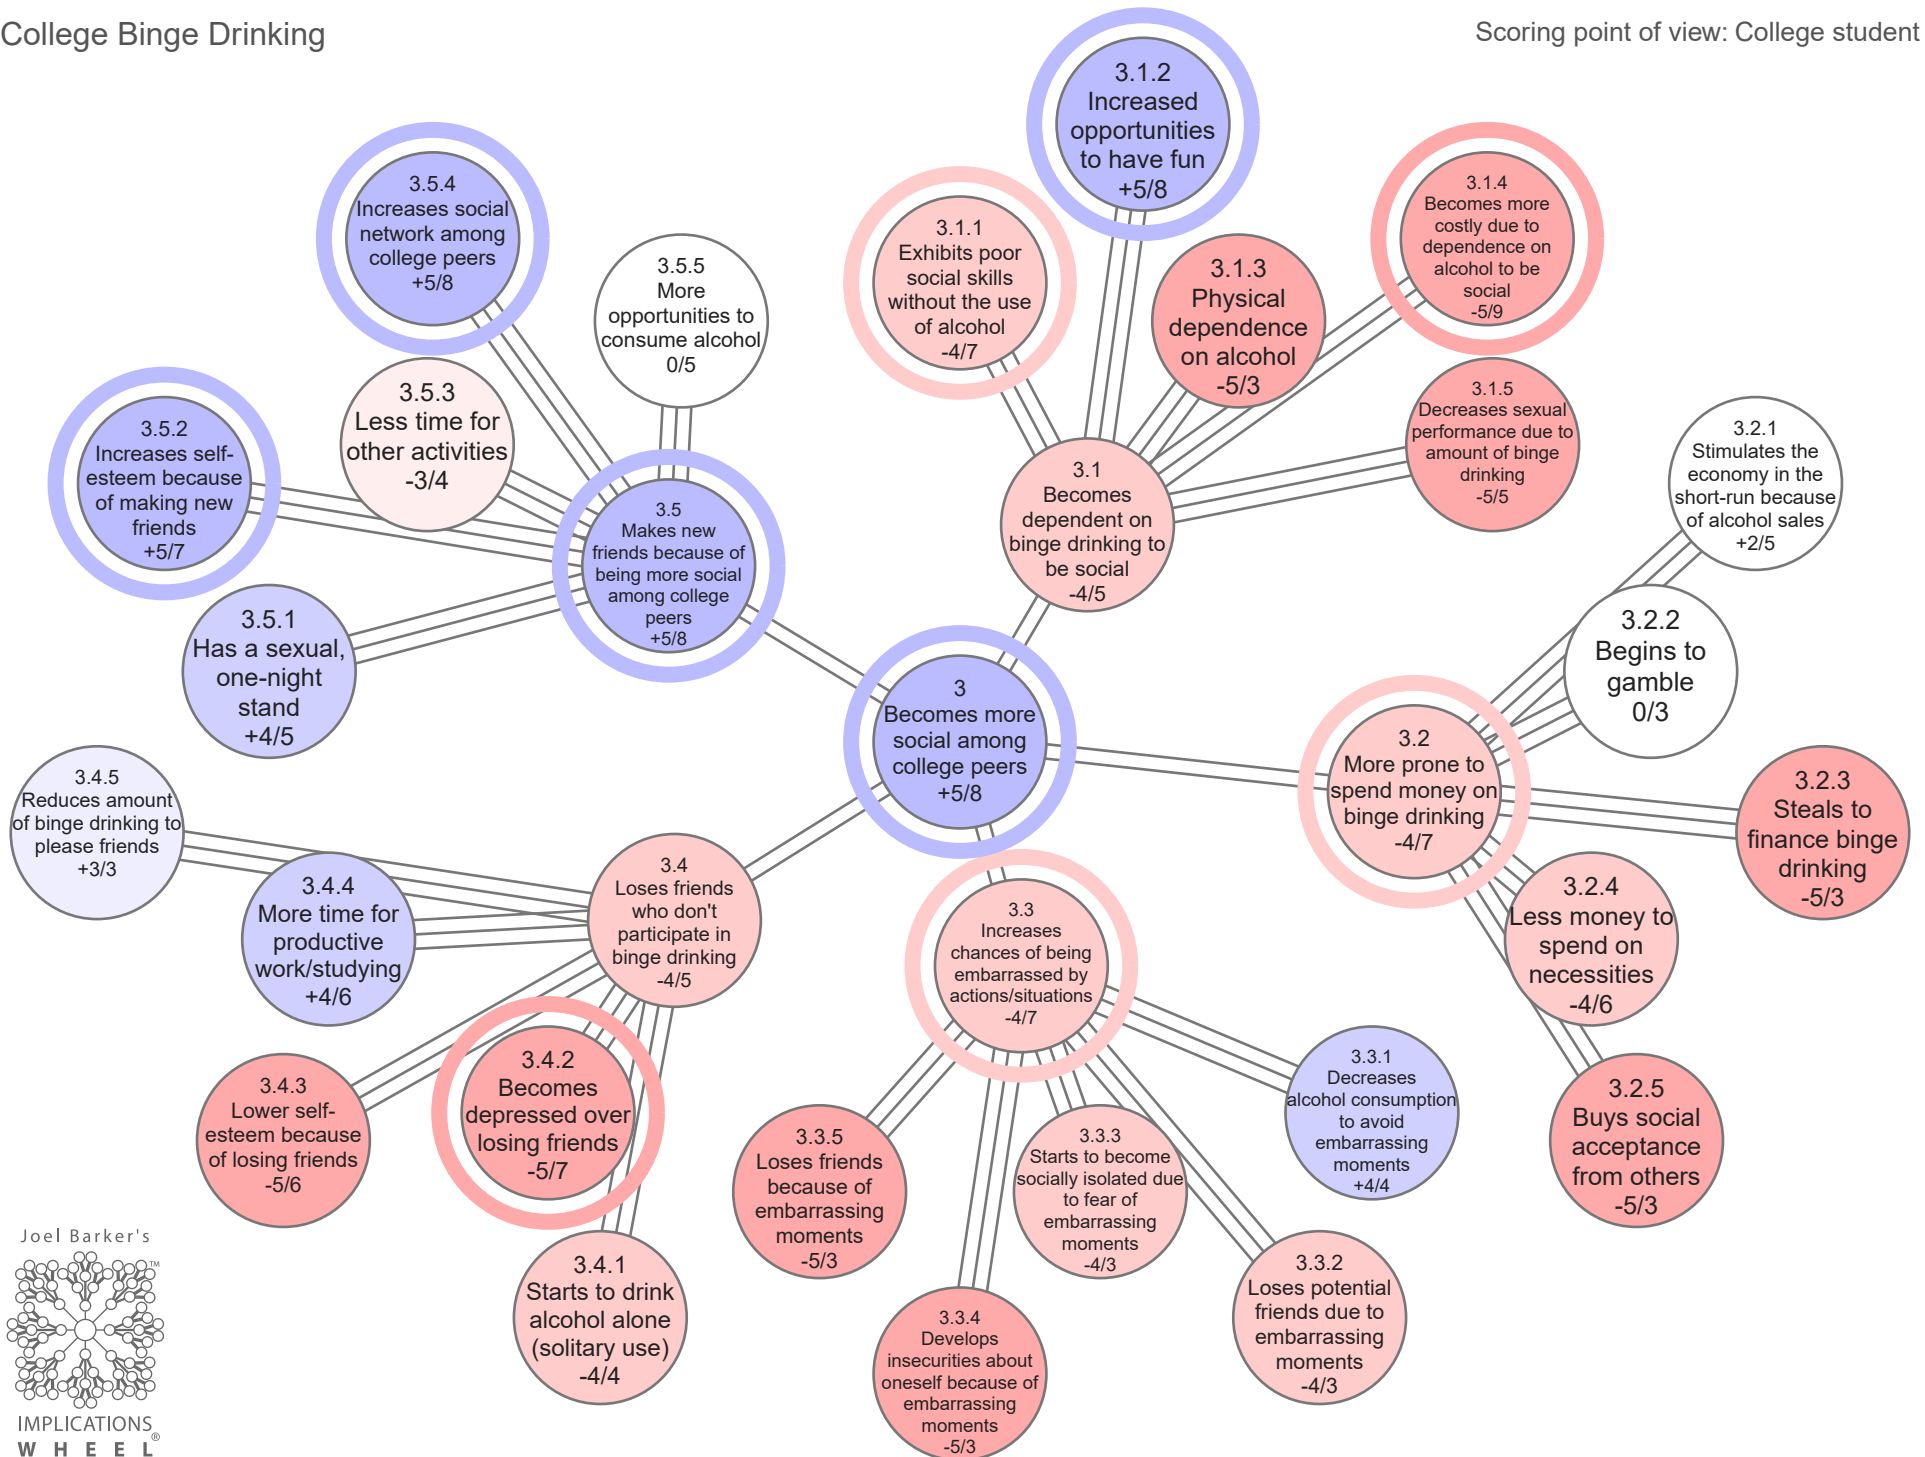 College Binge Drinking
Scoring point of view: College student
3.1.2
Increased
opportunities
to have fun
+5/8
3.5.4
Increases social
network among
college peers
+5/8
3.1.4
Becomes more
costly due to
dependence on
alcohol to be
social
-5/9
3.1.1
Exhibits poor
social skills
without the use
of alcohol
-4/7
3.5.5
More
opportunities to
consume alcohol
0/5
3.1.3
Physical
dependence
on alcohol
-5/3
3.5.3
Less time for
other activities
-3/4
3.1.5
Decreases sexual
performance due to
amount of binge
drinking
-5/5
3.5.2
Increases self-
esteem because
of making new
friends
+5/7
3.2.1
Stimulates the
economy in the
short-run because
of alcohol sales
+2/5
3.1
Becomes
dependent on
binge drinking to
be social
-4/5
3.5
Makes new
friends because of
being more social
among college
peers
+5/8
3.5.1
Has a sexual,
one-night
stand
+4/5
3.2.2
Begins to
gamble
0/3
3
Becomes more
social among
college peers
+5/8
3.2
More prone to
spend money on
binge drinking
-4/7
3.4.5
Reduces amount
of binge drinking to
please friends
+3/3
3.2.3
Steals to
finance binge
drinking
-5/3
3.4
Loses friends
who don't
participate in
binge drinking
-4/5
3.4.4
More time for
productive
work/studying
+4/6
3.2.4
Less money to
spend on
necessities
-4/6
3.3
Increases
chances of being
embarrassed by
actions/situations
-4/7
3.4.2
Becomes
depressed over
losing friends
-5/7
3.3.1
Decreases
alcohol consumption
to avoid
embarrassing
moments
+4/4
3.4.3
Lower self-
esteem because
of losing friends
-5/6
3.2.5
Buys social
acceptance
from others
-5/3
3.3.5
Loses friends
because of
embarrassing
moments
-5/3
3.3.3
Starts to become
socially isolated due
to fear of
embarrassing
moments
-4/3
3.4.1
Starts to drink
alcohol alone
(solitary use)
-4/4
3.3.2
Loses potential
friends due to
embarrassing
moments
-4/3
3.3.4
Develops
insecurities about
oneself because of
embarrassing
moments
-5/3
Joel Barker's
™
IMPLICATIONS
WHEEL®